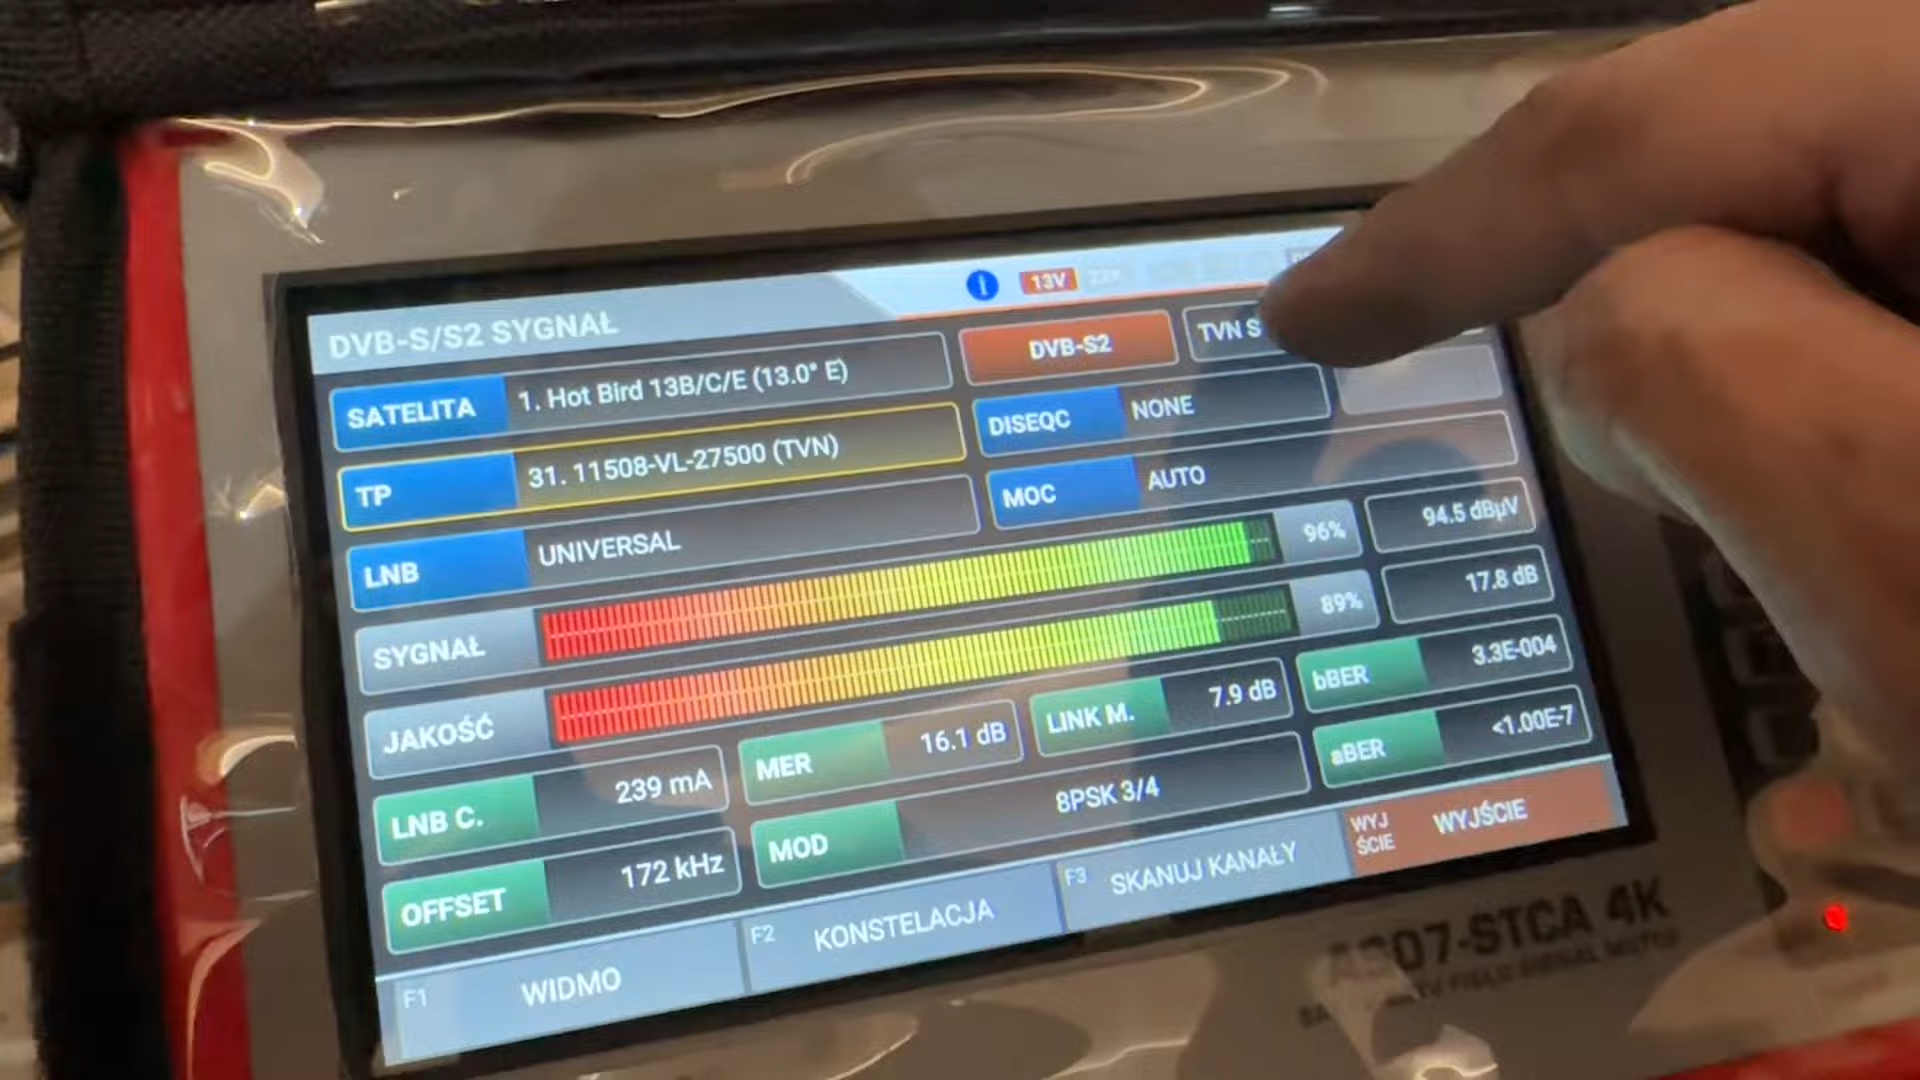 13V 22K
DVB-S/S2 SYGNAŁ
SATELITA 1. Hot Bird 13B/C/E (13.0° E) DVB-S2 TVN S
TP 31. 11508-VL-27500 (TVN) DISEQC NONE
LNB UNIVERSAL MOC AUTO
SYGNAŁ 96% 94.5 dBµV
JAKOŚĆ 89% 17.8 dB
LNB C. 239 mA MER 16.1 dB LINK M. 7.9 dB bBER 3.3E-004
OFFSET 172 kHz MOD 8PSK 3/4 aBER <1.00E-7
F1 WIDMO F2 KONSTELACJA F3 SKANUJ KANAŁY WYJ ŚCIE WYJŚCIE
AS07-STCA 4K